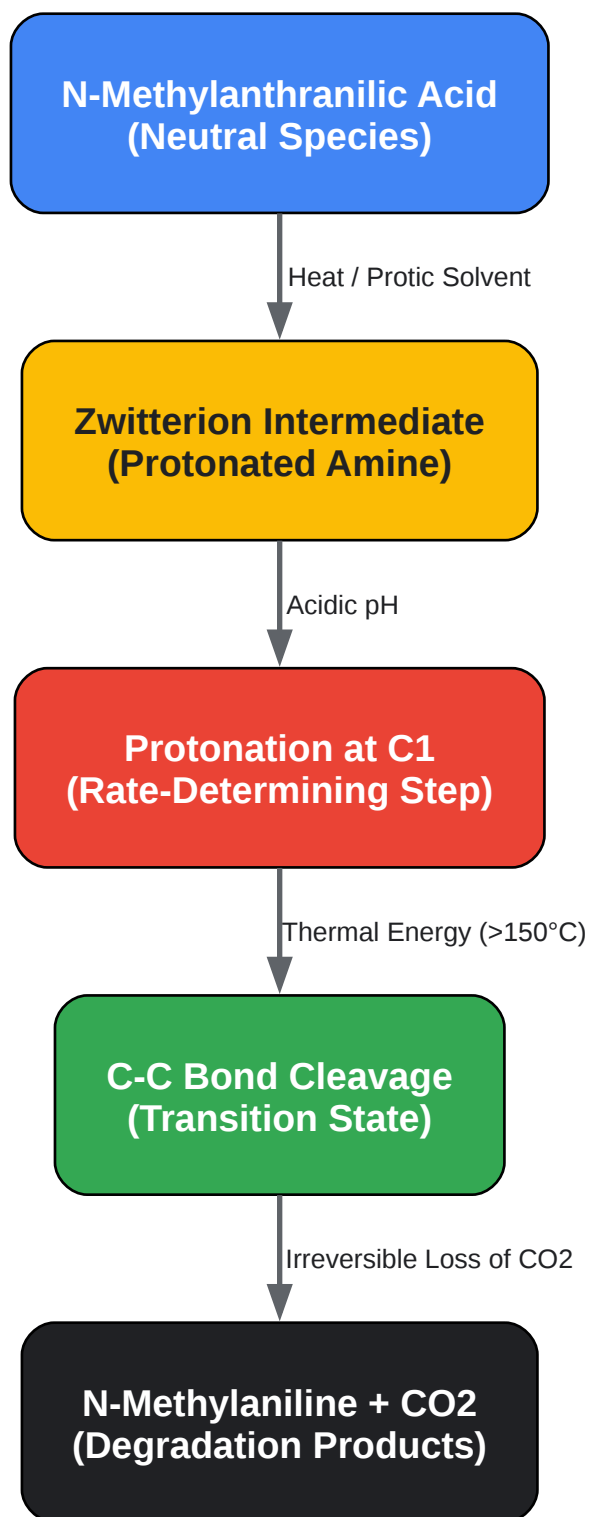 N-Methylanthranilic Acid
(Neutral Species)
Heat / Protic Solvent
Zwitterion Intermediate
(Protonated Amine)
Acidic pH
Protonation at C1
(Rate-Determining Step)
Thermal Energy (>150°C)
C-C Bond Cleavage
(Transition State)
Irreversible Loss of CO2
N-Methylaniline + CO2
(Degradation Products)